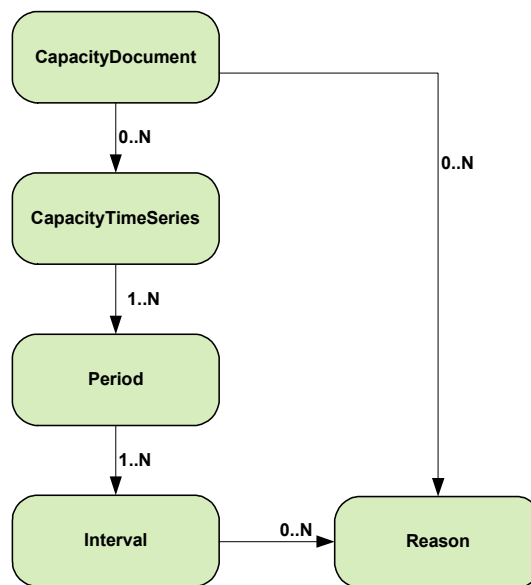 CapacityDocument
0..N
0..N
CapacityTimeSeries
1..N
Period
1..N
Interval
0..N
Reason